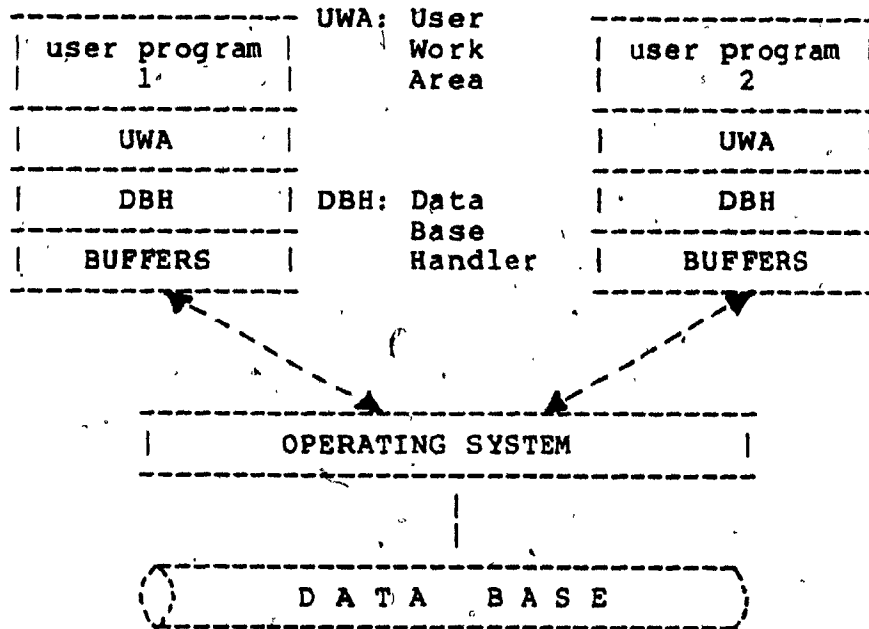 UWA: User
Work
Area
user program
1
UWA
DBH
BUFFERS
user program
2
UWA
DBH
BUFFERS
DBH: Data
Base
Handler
OPERATING SYSTEM
D A T A B A S E